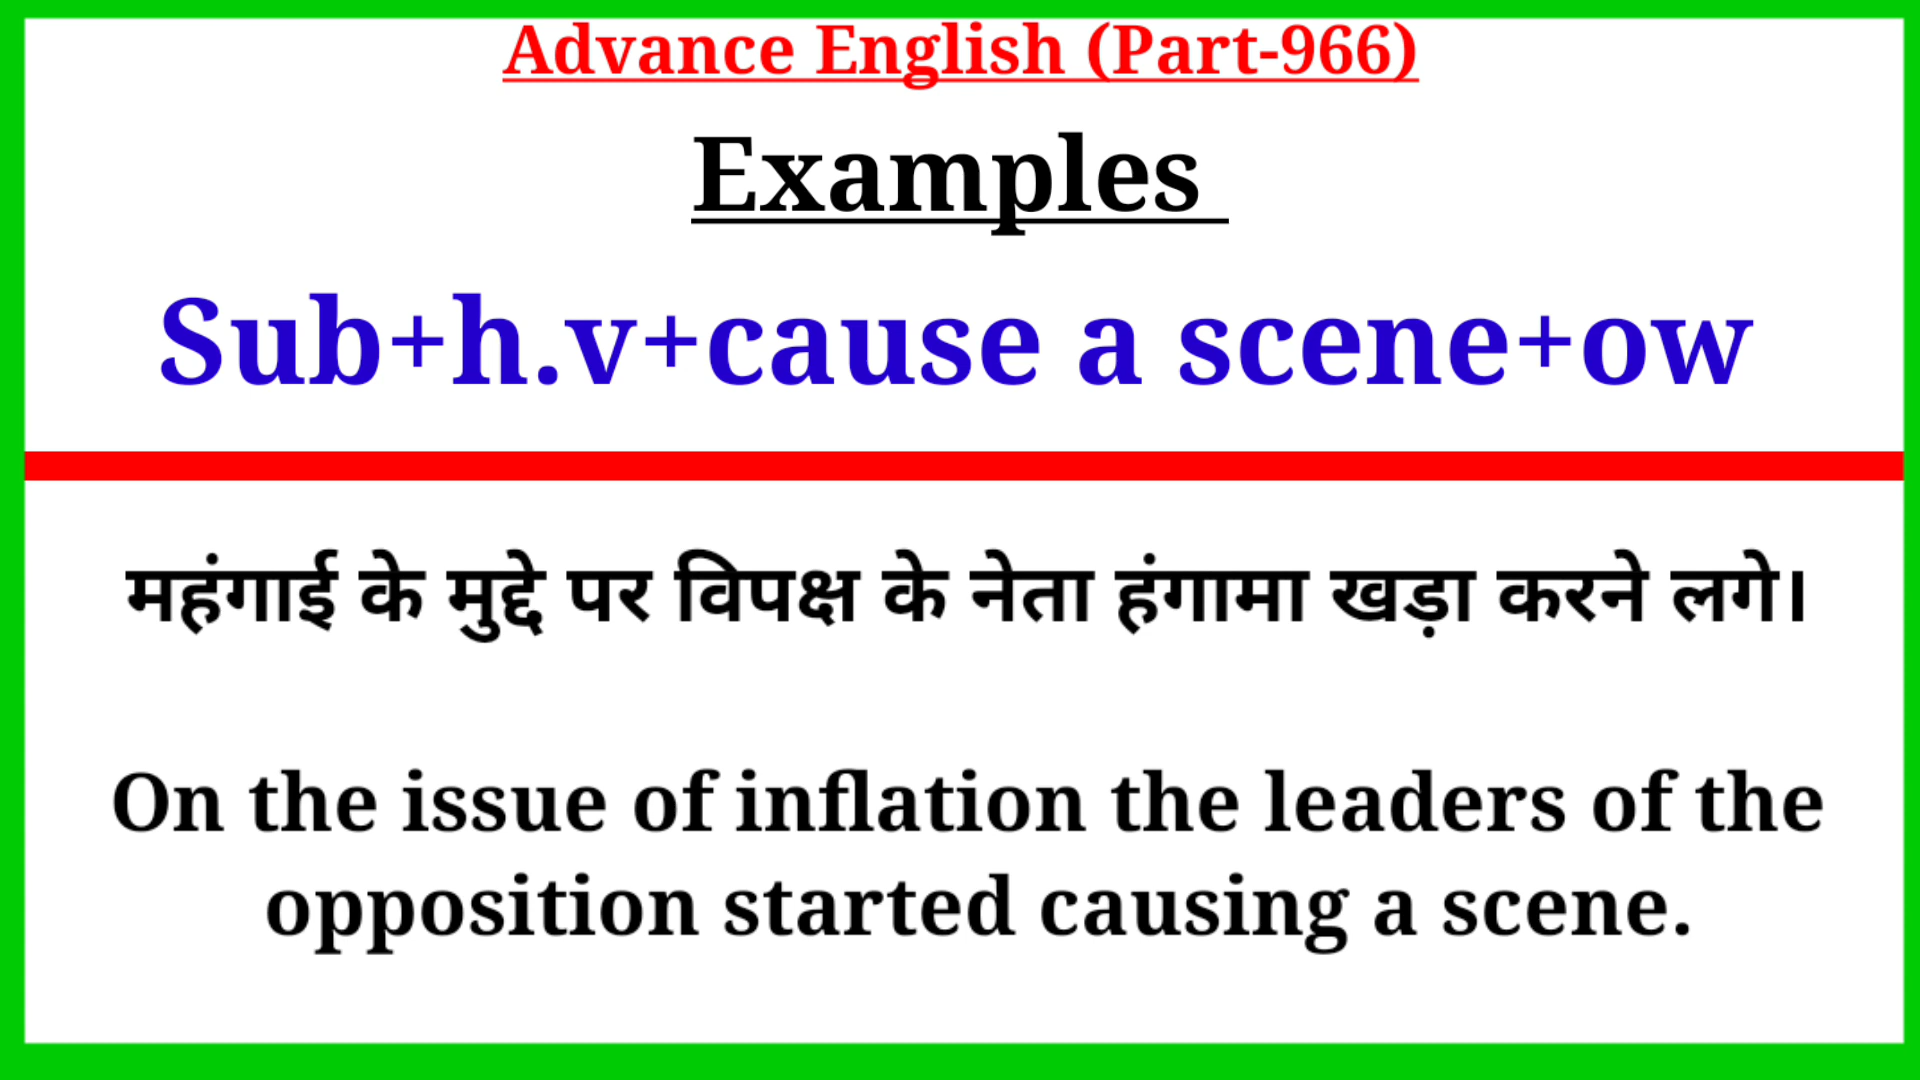 Advance English (Part-966)
Examples
Sub+h.v+cause a scene+ow
महंगाई के मुद्दे पर विपक्ष के नेता हंगामा खड़ा करने लगे।
On the issue of inflation the leaders of the
opposition started causing a scene.